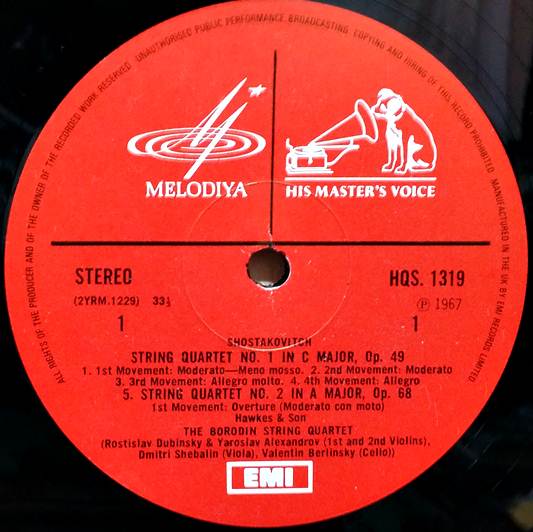 UNAUTHORISED PUBLIC PERFORMANCE BROADCASTING, COPYING AND HIRING OF THIS RECORD PROHIBITED. MANUFACTURED IN THE UK BY EMI RECORDS LIMITED
ALL RIGHTS OF THE PRODUCER AND OF THE OWNER OF THE RECORDED WORK RESERVED.
MELODIYA
HIS MASTER'S VOICE
STEREO
HQS. 1319
(2YRM.1229) 33⅓
℗ 1967
1
1
SHOSTAKOVITCH
STRING QUARTET NO. 1 IN C MAJOR, Op. 49
1. 1st Movement: Moderato—Meno mosso. 2. 2nd Movement: Moderato
3. 3rd Movement: Allegro molto. 4. 4th Movement: Allegro
5. STRING QUARTET NO. 2 IN A MAJOR, Op. 68
1st Movement: Overture (Moderato con moto)
Hawkes & Son
THE BORODIN STRING QUARTET
(Rostislav Dubinsky & Yaroslav Alexandrov (1st and 2nd Violins),
Dmitri Shebalin (Viola), Valentin Berlinsky (Cello))
EMI